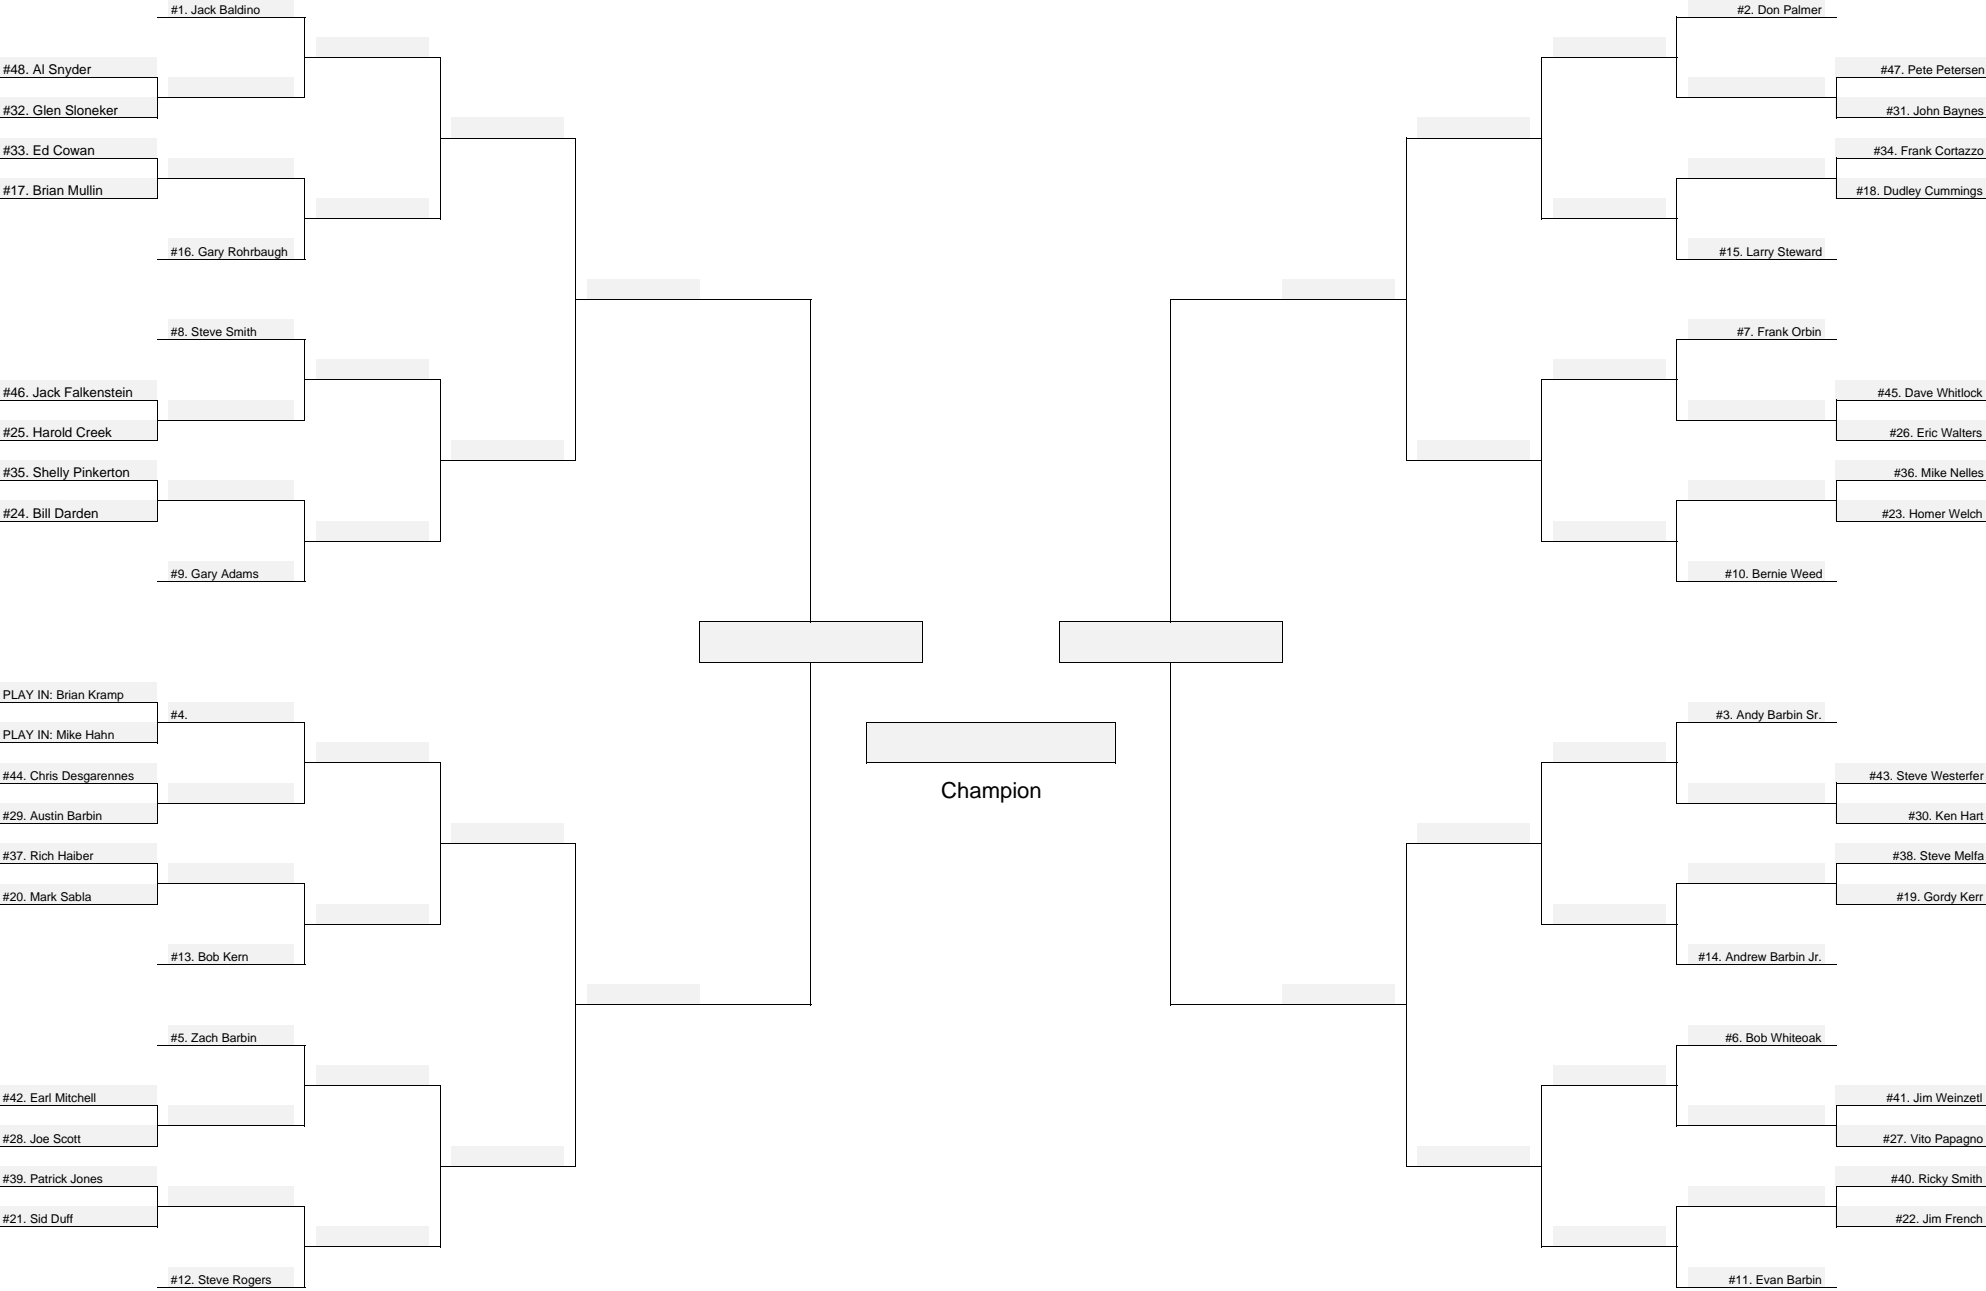 #1. Jack Baldino
#48. Al Snyder
#32. Glen Sloneker
#33. Ed Cowan
#17. Brian Mullin
#16. Gary Rohrbaugh
#8. Steve Smith
#46. Jack Falkenstein
#25. Harold Creek
#35. Shelly Pinkerton
#24. Bill Darden
#9. Gary Adams
PLAY IN: Brian Kramp
#4.
PLAY IN: Mike Hahn
#44. Chris Desgarennes
#29. Austin Barbin
#37. Rich Haiber
#20. Mark Sabla
#13. Bob Kern
#5. Zach Barbin
#42. Earl Mitchell
#28. Joe Scott
#39. Patrick Jones
#21. Sid Duff
#12. Steve Rogers
Champion
#2. Don Palmer
#47. Pete Petersen
#31. John Baynes
#34. Frank Cortazzo
#18. Dudley Cummings
#15. Larry Steward
#7. Frank Orbin
#45. Dave Whitlock
#26. Eric Walters
#36. Mike Nelles
#23. Homer Welch
#10. Bernie Weed
#3. Andy Barbin Sr.
#43. Steve Westerfer
#30. Ken Hart
#38. Steve Melfa
#19. Gordy Kerr
#14. Andrew Barbin Jr.
#6. Bob Whiteoak
#41. Jim Weinzetl
#27. Vito Papagno
#40. Ricky Smith
#22. Jim French
#11. Evan Barbin